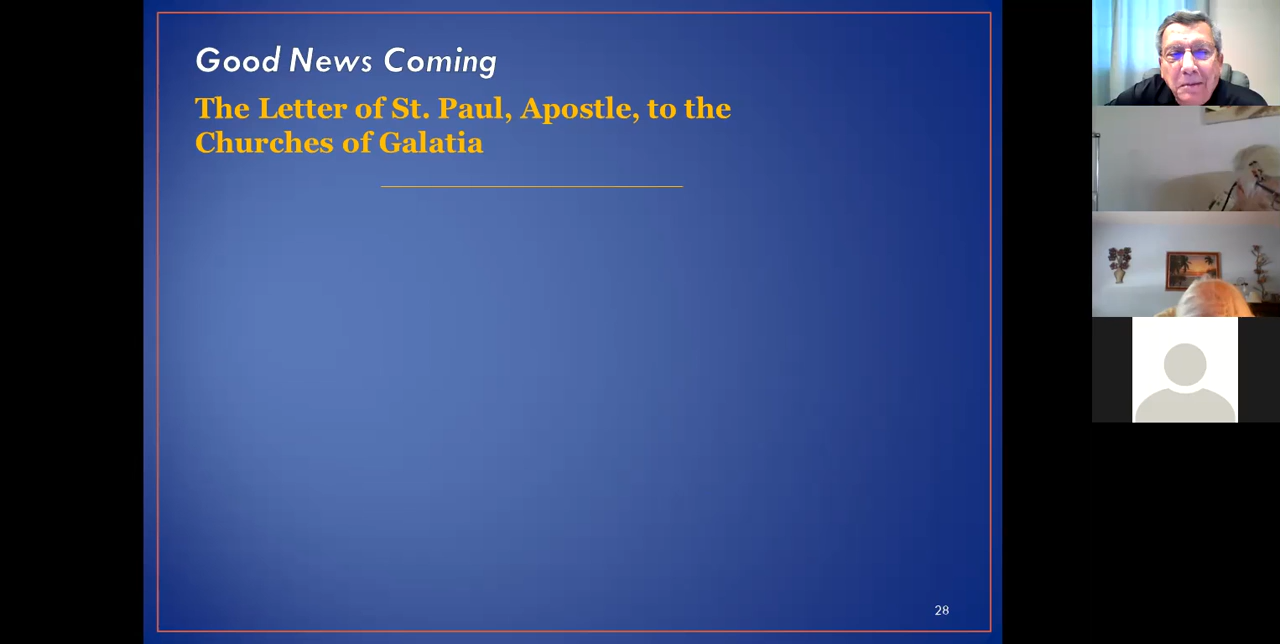 Good News Coming
The Letter of St. Paul, Apostle, to the
Churches of Galatia
28